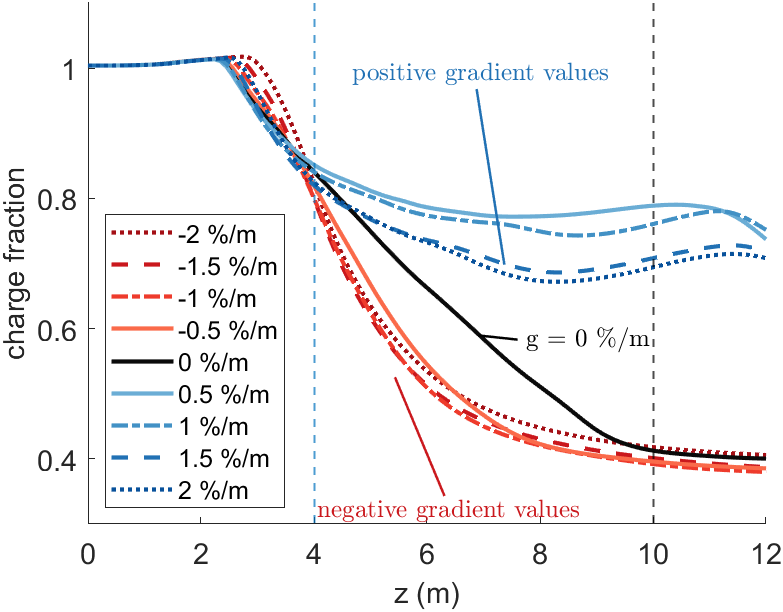 positive gradient values
1
0.8
0.6
0.4
charge fraction
-2 %/m
-1.5 %/m
-1 %/m
-0.5 %/m
0 %/m
0.5 %/m
1 %/m
1.5 %/m
2 %/m
g = 0 %/m
negative gradient values
0 2 4 6 8 10 12
z (m)